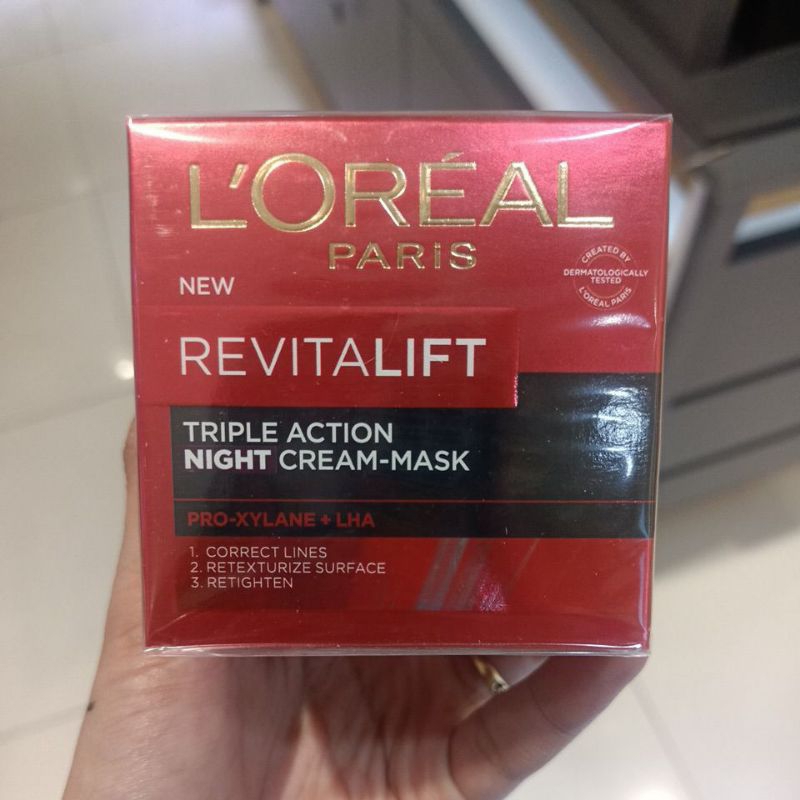 L'ORÉAL
PARIS
CREATED BY
DERMATOLOGICALLY
TESTED
L'ORÉAL PARIS
NEW
REVITALIFT
TRIPLE ACTION
NIGHT CREAM-MASK
PRO-XYLANE + LHA
1. CORRECT LINES
2. RETEXTURIZE SURFACE
3. RETIGHTEN